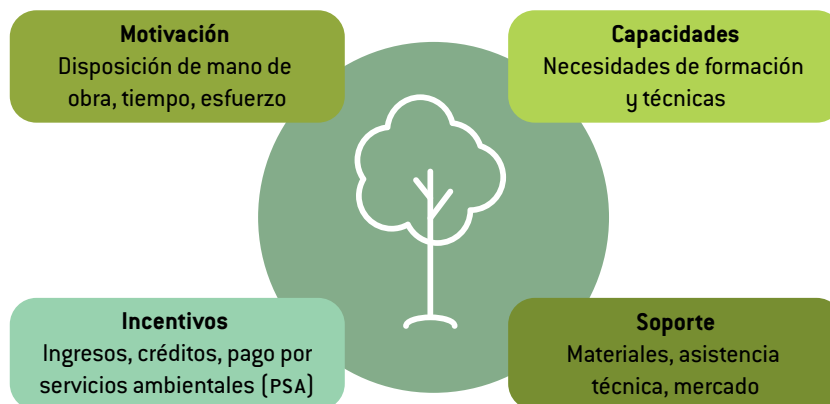 Motivación
Disposición de mano de
obra, tiempo, esfuerzo
Capacidades
Necesidades de formación
y técnicas
Incentivos
Ingresos, créditos, pago por
servicios ambientales (PSA)
Soporte
Materiales, asistencia
técnica, mercado